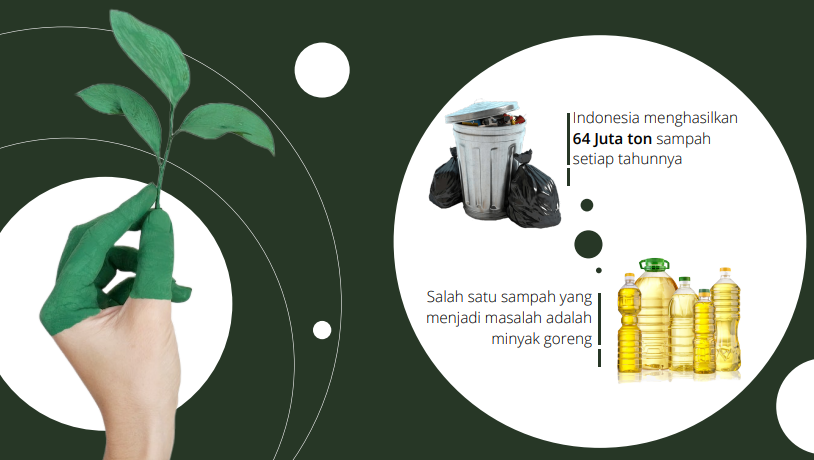 Indonesia menghasilkan
64 Juta ton sampah
setiap tahunnya
Salah satu sampah yang
menjadi masalah adalah
minyak goreng